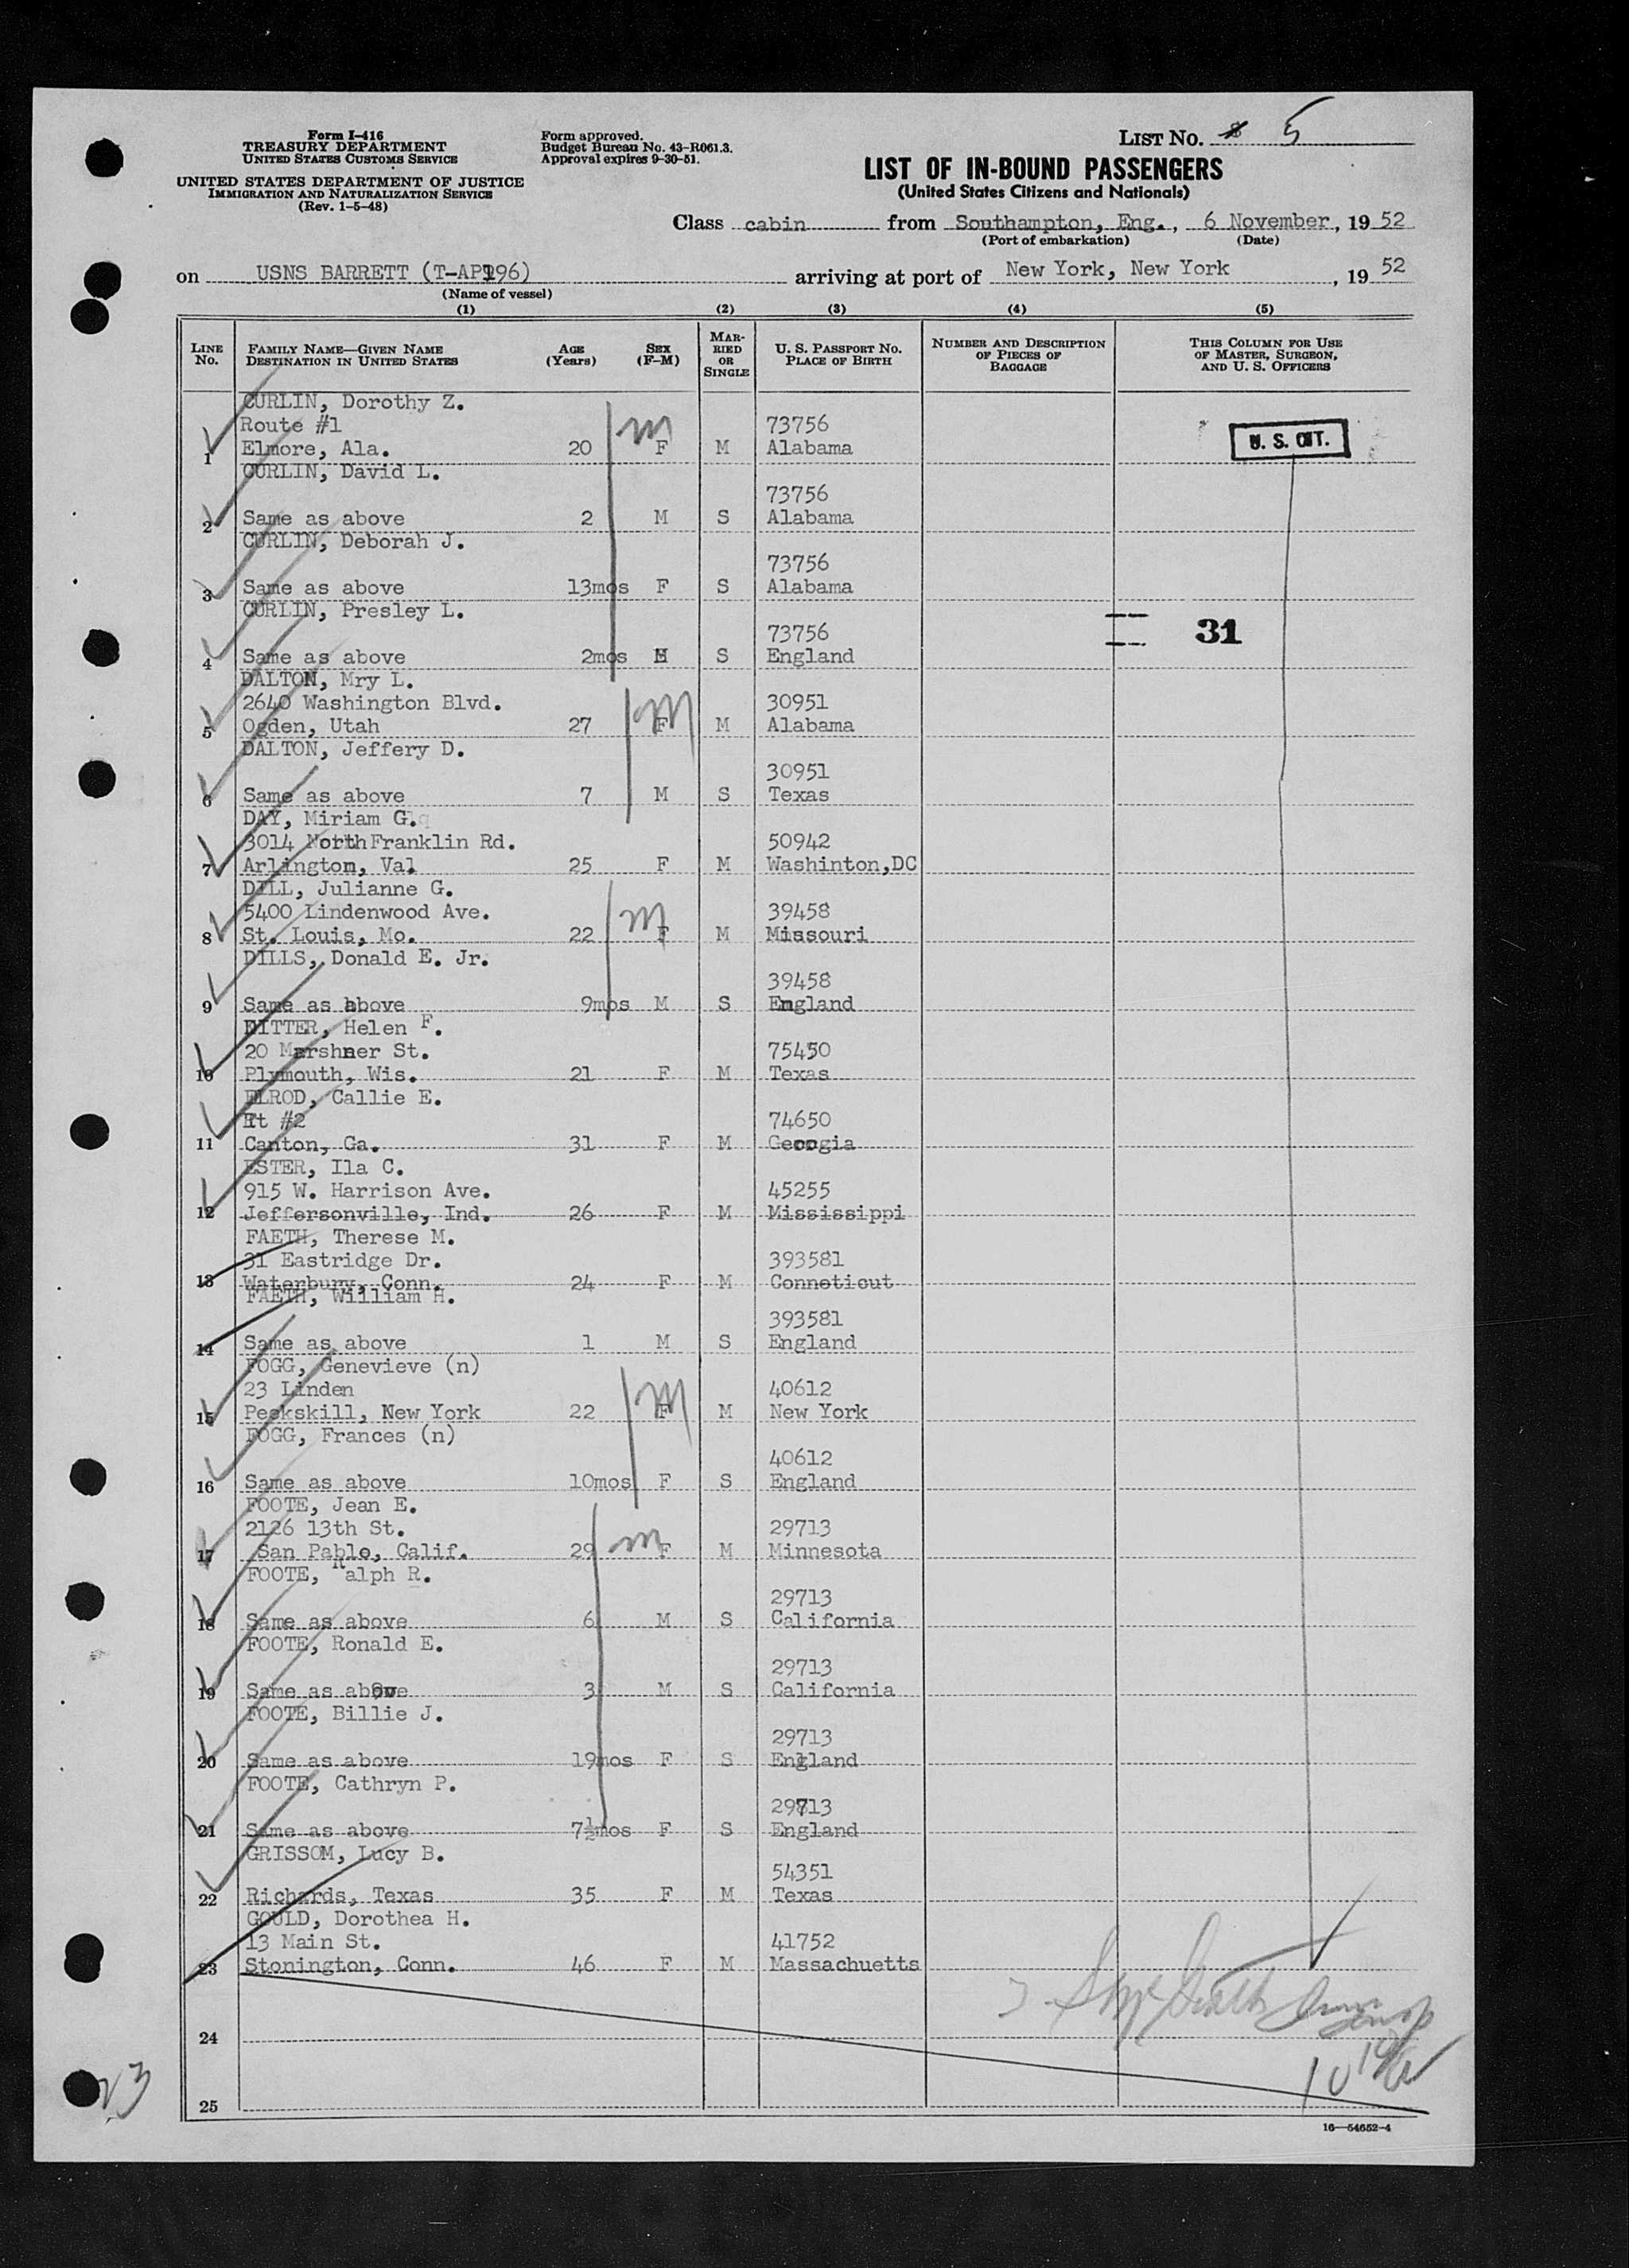 Form I-416
TREASURY DEPARTMENT
UNITED STATES CUSTOMS SERVICE
UNITED STATES DEPARTMENT OF JUSTICE
IMMIGRATION AND NATURALIZATION SERVICE
(Rev. 1-5-48)
Form approved.
Budget Bureau No. 43-R061.3.
Approval expires 9-30-51.
LIST NO. 5
LIST OF IN-BOUND PASSENGERS
(United States Citizens and Nationals)
Class cabin from Southampton, Eng., 6 November, 1952
(Port of embarkation) (Date)
on USNS BARRETT (T-AP196) arriving at port of New York, New York, 1952
(Name of vessel)
(1) (2) (3) (4) (5)
LINE NO. FAMILY NAME—GIVEN NAME DESTINATION IN UNITED STATES AGE (Years) SEX (F-M) MARRIED OR SINGLE U. S. PASSPORT NO. PLACE OF BIRTH NUMBER AND DESCRIPTION OF PIECES OF BAGGAGE THIS COLUMN FOR USE OF MASTER, SURGEON, AND U. S. OFFICERS
CURLIN, Dorothy Z.
Route #1 m 73756
1 Elmore, Ala. 20 F M Alabama U. S. CIT.
CURLIN, David L.
73756
2 Same as above 2 M S Alabama
CURLIN, Deborah J.
73756
3 Same as above 13mos F S Alabama
CURLIN, Presley L.
73756 31
4 Same as above 2mos M S England
DALTON, Mry L.
2640 Washington Blvd. m 30951
5 Ogden, Utah 27 F M Alabama
DALTON, Jeffery D.
30951
6 Same as above 7 M S Texas
DAY, Miriam G.
3014 North Franklin Rd. 50942
7 Arlington, Va. 25 F M Washinton,DC
DILL, Julianne G.
5400 Lindenwood Ave. m 39458
8 St. Louis, Mo. 22 F M Missouri
DILLS, Donald E. Jr.
39458
9 Same as above 9mos M S England
DITTER, Helen F.
20 Mershner St. 75450
10 Plymouth, Wis. 21 F M Texas
ELROD, Callie E.
Rt #2 74650
11 Canton, Ga. 31 F M Georgia
ESTER, Ila C.
915 W. Harrison Ave. 45255
12 Jeffersonville, Ind. 26 F M Mississippi
FAETH, Therese M.
31 Eastridge Dr. 393581
13 Waterbury, Conn. 24 F M Conneticut
FAETH, William H.
393581
14 Same as above 1 M S England
FOGG, Genevieve (n)
23 Linden m 40612
15 Peekskill, New York 22 F M New York
FOGG, Frances (n)
40612
16 Same as above 10mos F S England
FOOTE, Jean E.
2126 13th St. m 29713
17 San Pablo, Calif. 29 F M Minnesota
FOOTE, Ralph R.
29713
18 Same as above 6 M S California
FOOTE, Ronald E.
29713
19 Same as above 3 M S California
FOOTE, Billie J.
29713
20 Same as above 19mos F S England
FOOTE, Cathryn P.
29713
21 Same as above 7½mos F S England
GRISSOM, Lucy B.
54351
22 Richards, Texas 35 F M Texas
GOULD, Dorothea H.
13 Main St. 41752
23 Stonington, Conn. 46 F M Massachuetts
24
25
23
16—54652-4